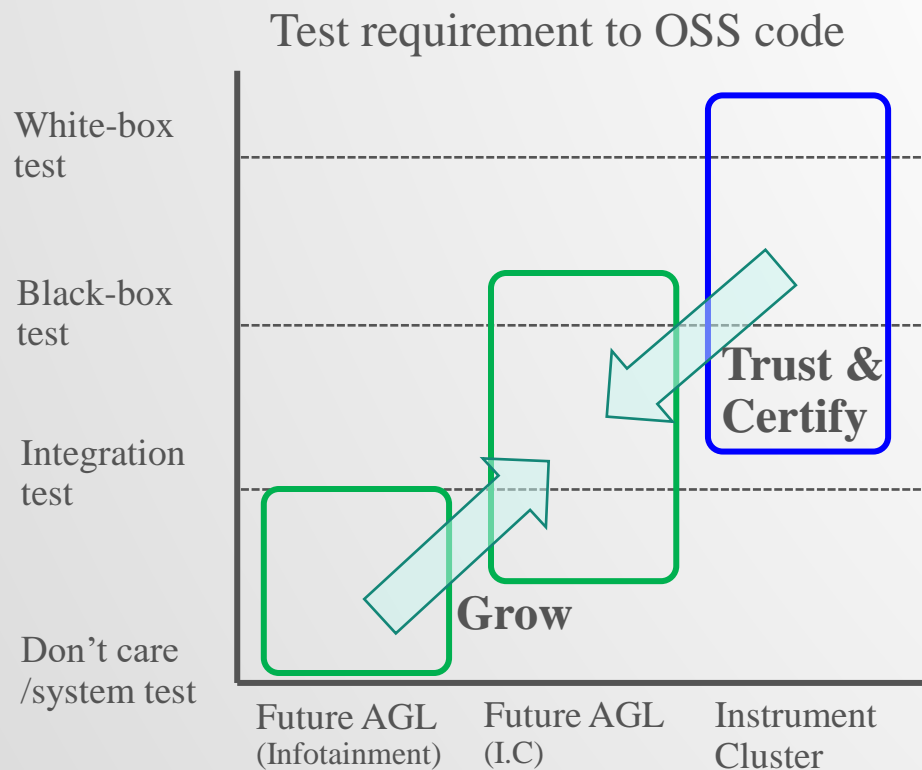 Test requirement to OSS code
White-box
test
Black-box
test
Trust &
Certify
Integration
test
Grow
Don’t care
/system test
Future AGL
(Infotainment)
Future AGL
(I.C)
Instrument
Cluster